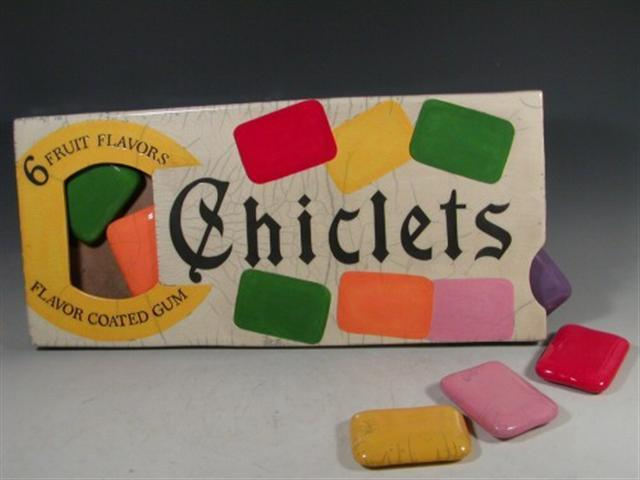 6 FRUIT FLAVORS
Chiclets
FLAVOR COATED GUM